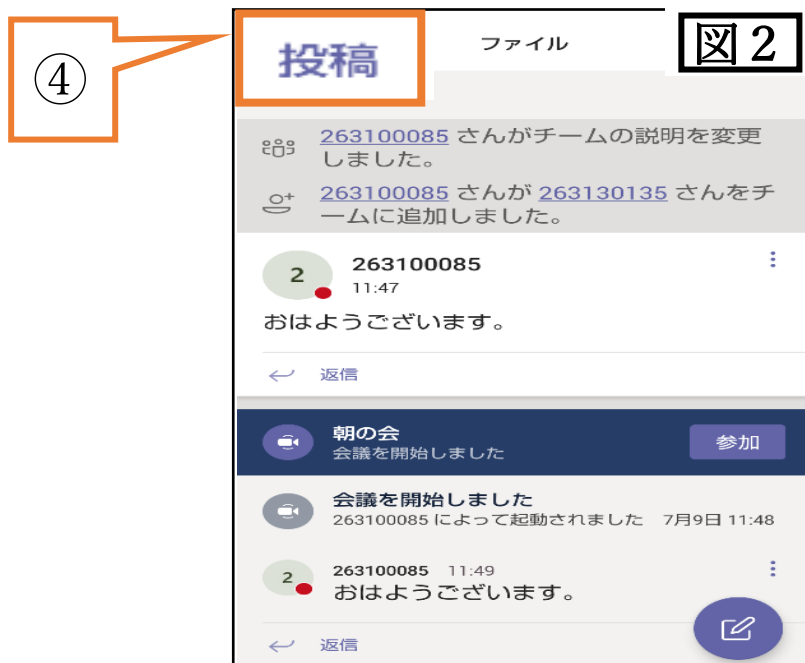 ④
投稿
ファイル
図2
263100085 さんがチームの説明を変更
しました。
263100085 さんが 263130135 さんをチ
ームに追加しました。
2
263100085
11:47
おはようございます。
返信
朝の会
会議を開始しました
参加
会議を開始しました
263100085 によって起動されました 7月9日 11:48
2
263100085 11:49
おはようございます。
返信